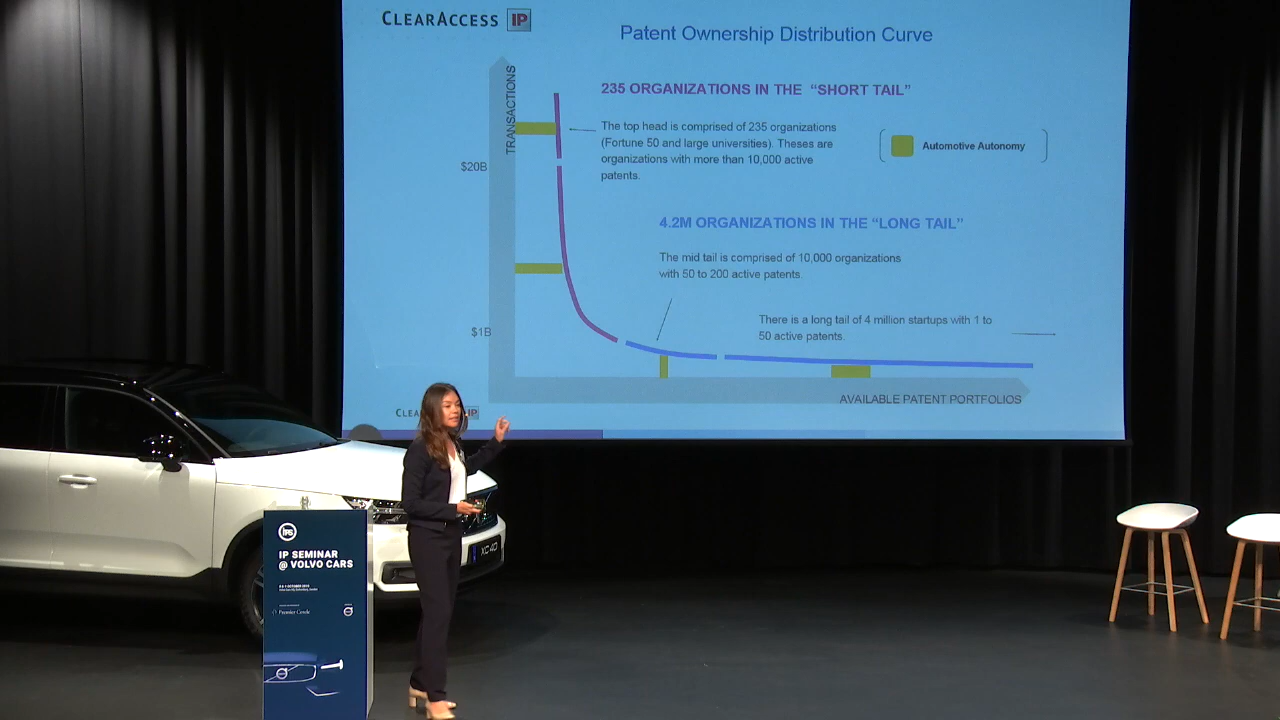 CLEARACCESS IP
Patent Ownership Distribution Curve
TRANSACTIONS
235 ORGANIZATIONS IN THE “SHORT TAIL”
The top head is comprised of 235 organizations
(Fortune 50 and large universities). Theses are
organizations with more than 10,000 active
patents.
Automotive Autonomy
$20B
4.2M ORGANIZATIONS IN THE “LONG TAIL”
The mid tail is comprised of 10,000 organizations
with 50 to 200 active patents.
There is a long tail of 4 million startups with 1 to
50 active patents.
$1B
AVAILABLE PATENT PORTFOLIOS
IP
XC40
IP SEMINAR
@ VOLVO CARS
Premier Cercle